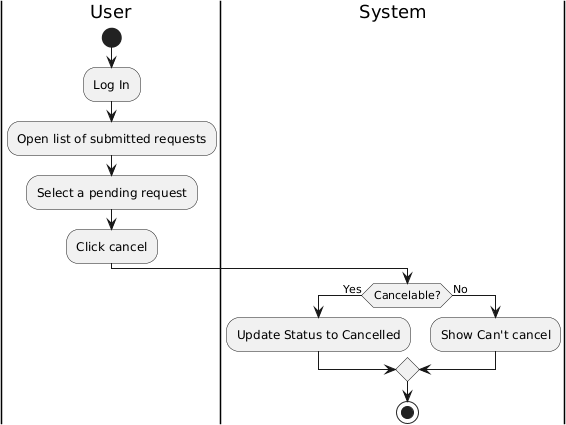 User
System
Log In
Open list of submitted requests
Select a pending request
Click cancel
Cancelable?
Yes
No
Update Status to Cancelled
Show Can't cancel